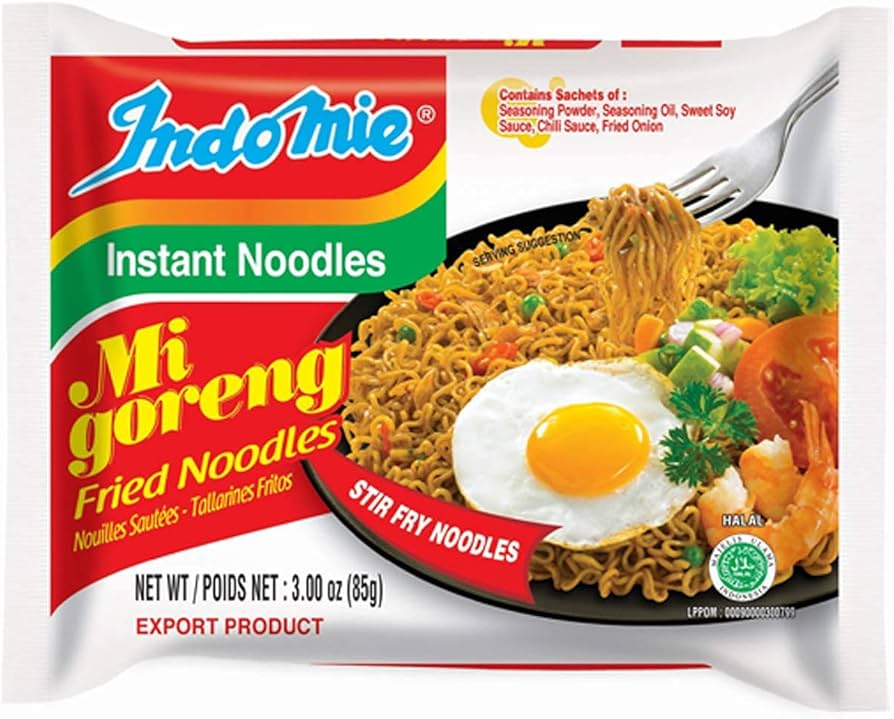 Indomie®
Contains Sachets of :
Seasoning Powder, Seasoning Oil, Sweet Soy
Sauce, Chili Sauce, Fried Onion
SERVING SUGGESTION
Instant Noodles
Mi
goreng
Fried Noodles
Nouilles Sautées - Tallarines Fritos
STIR FRY NOODLES
HALAL
MAJELIS ULAMA
INDONESIA
LPPOM : 00090000300799
NET WT / POIDS NET : 3.00 oz (85g)
EXPORT PRODUCT